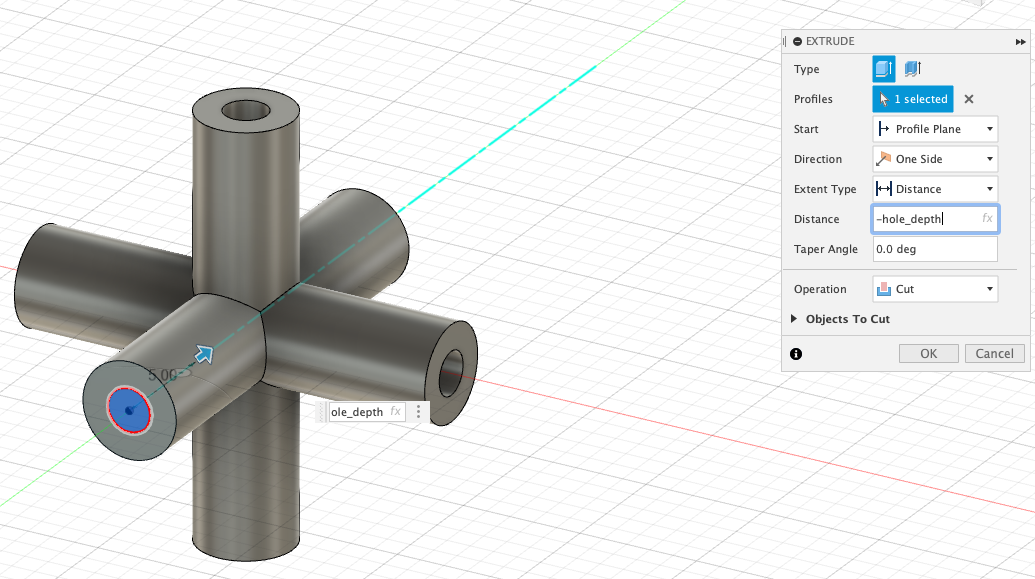 EXTRUDE
Type
Profiles 1 selected
Start Profile Plane
Direction One Side
Extent Type Distance
Distance -hole_depth fx
Taper Angle 0.0 deg
Operation Cut
Objects To Cut
OK Cancel
5.00
ole_depth fx